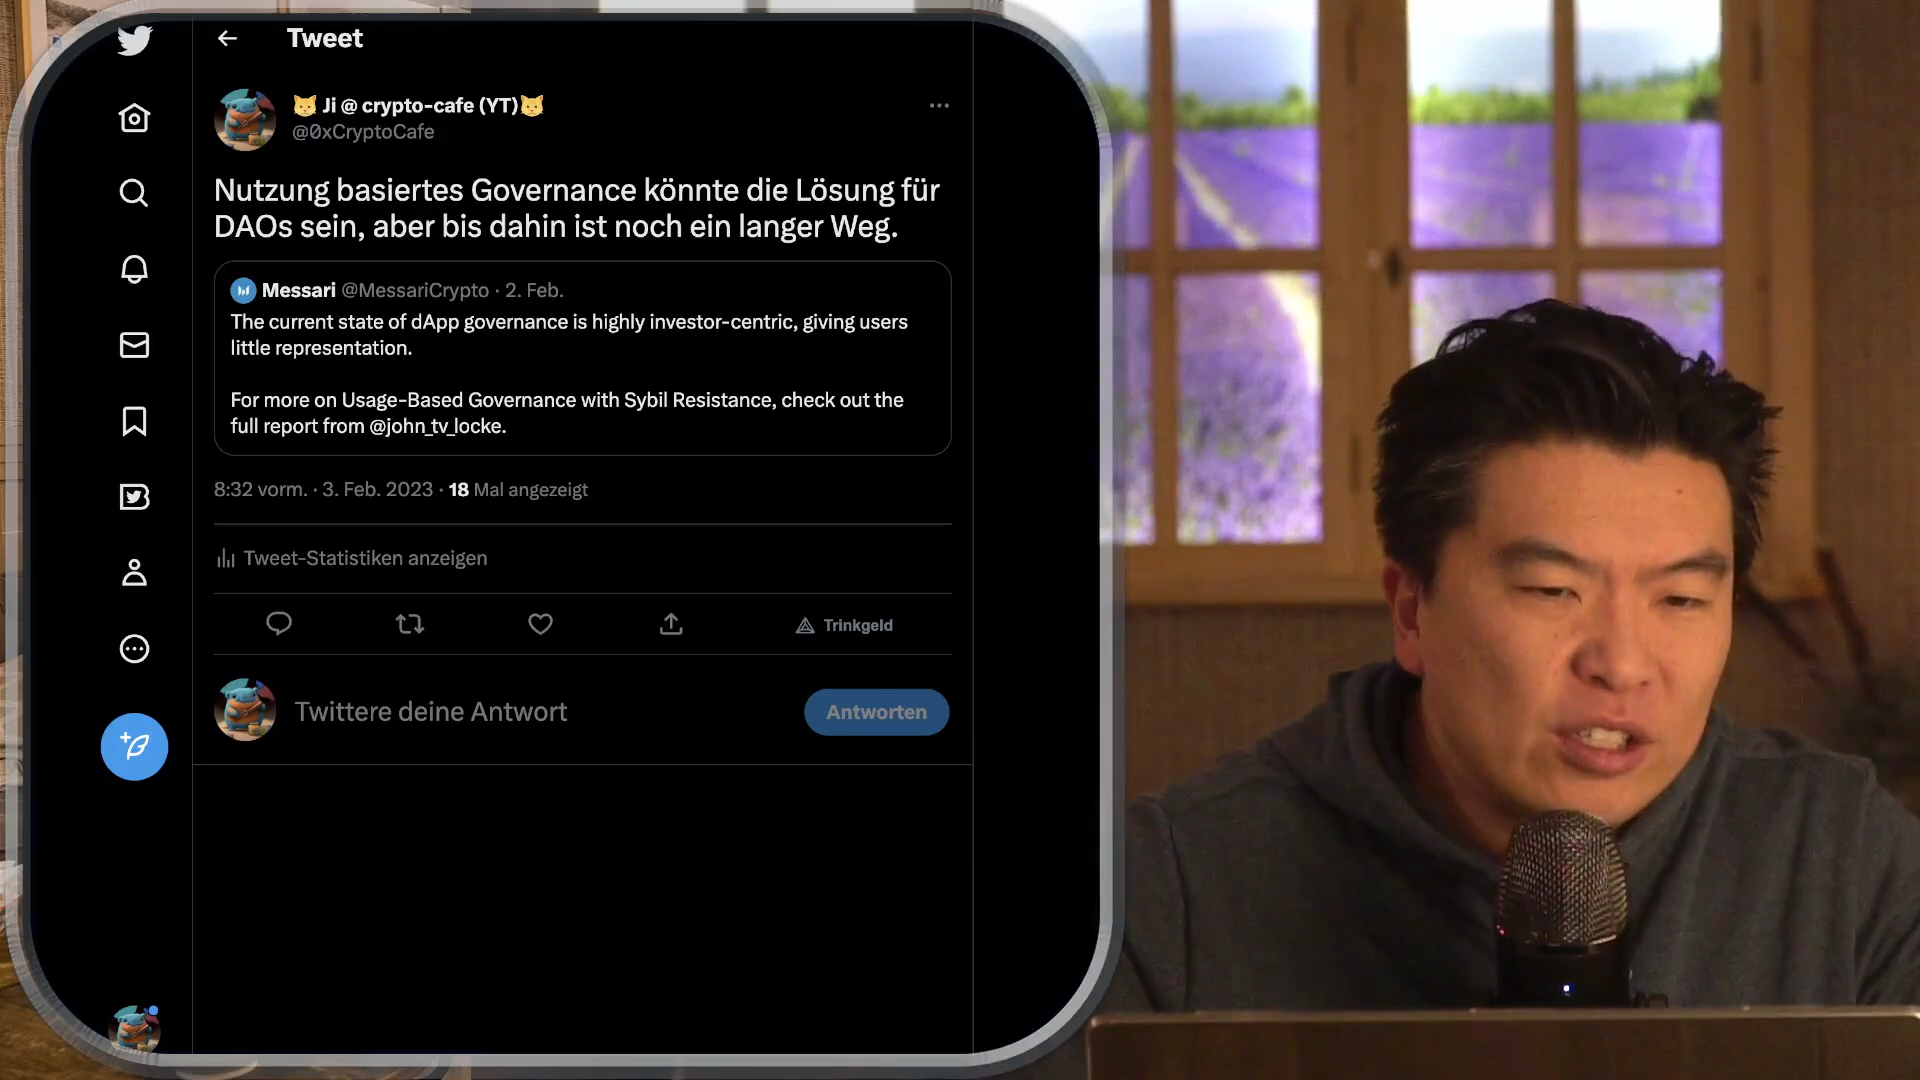 Tweet
🐱 Ji @ crypto-cafe (YT)🐱
@0xCryptoCafe
Nutzung basiertes Governance könnte die Lösung für
DAOs sein, aber bis dahin ist noch ein langer Weg.
Messari @MessariCrypto · 2. Feb.
The current state of dApp governance is highly investor-centric, giving users
little representation.
For more on Usage-Based Governance with Sybil Resistance, check out the
full report from @john_tv_locke.
8:32 vorm. · 3. Feb. 2023 · 18 Mal angezeigt
Tweet-Statistiken anzeigen
Trinkgeld
Twittere deine Antwort
Antworten